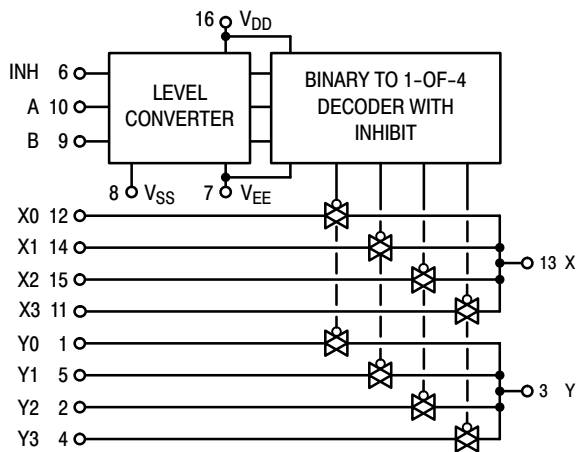 16 VDD
INH 6
A 10
B 9
LEVEL
CONVERTER
BINARY TO 1-OF-4
DECODER WITH
INHIBIT
8 VSS
7 VEE
X0 12
X1 14
X2 15
X3 11
13 X
Y0 1
Y1 5
Y2 2
Y3 4
3 Y